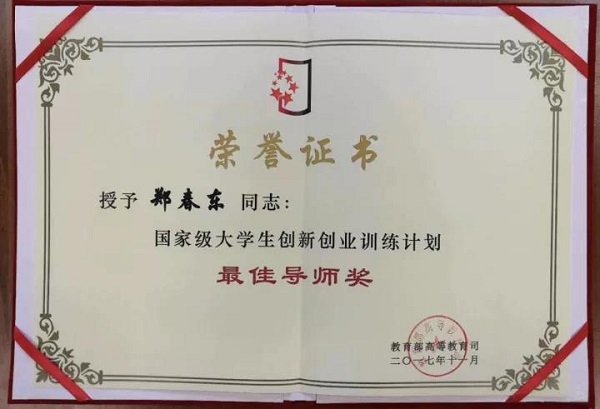 荣誉证书
授予 郑春东 同志：
国家级大学生创新创业训练计划
最佳导师奖
教育部高等教育司
二〇一七年十一月